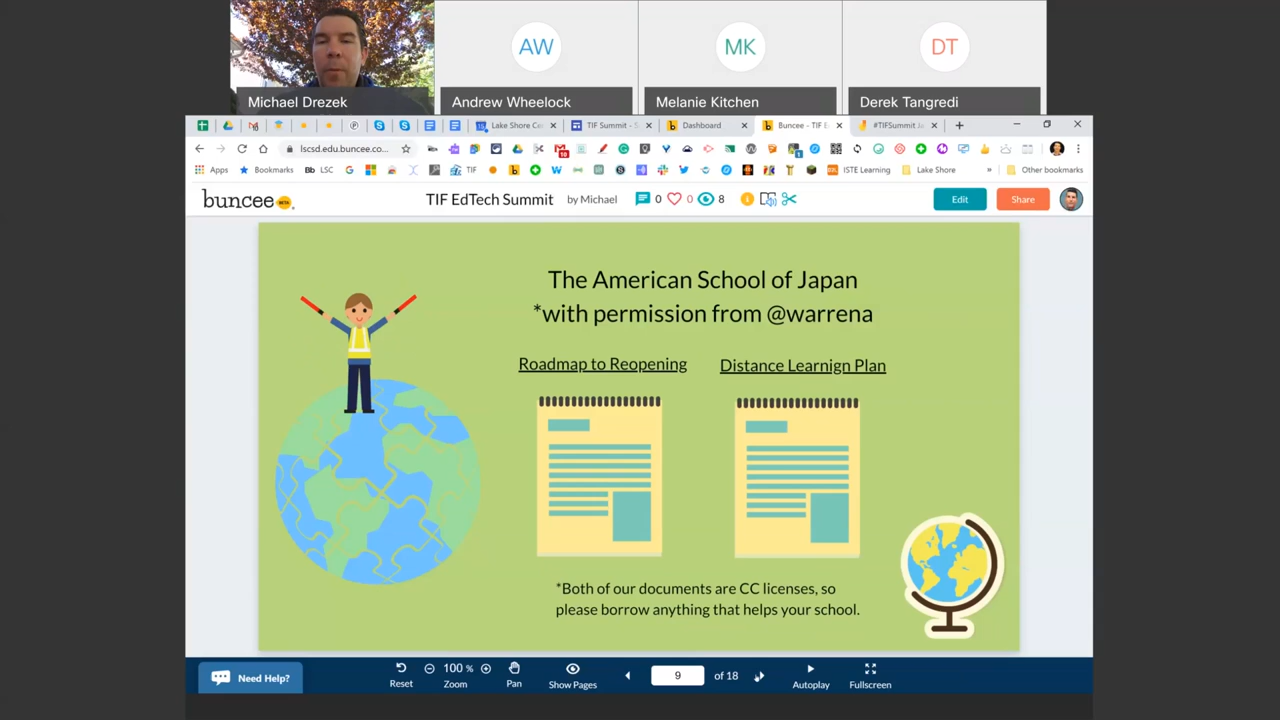 AW
MK
DT
Michael Drezek
Andrew Wheelock
Melanie Kitchen
Derek Tangredi
Lake Shore Ce
TIF Summit - S
Dashboard
Buncee - TIF E
#TIFSummit J
lscsd.edu.buncee.co...
10
Apps
Bookmarks
Bb LSC
TIF
ISTE Learning
Lake Shore
»
Other bookmarks
buncee BETA
TIF EdTech Summit
by Michael
0
0
8
Edit
Share
The American School of Japan
*with permission from @warrena
Roadmap to Reopening
Distance Learnign Plan
*Both of our documents are CC licenses, so
please borrow anything that helps your school.
Need Help?
Reset
100 %
Zoom
Pan
Show Pages
9
of 18
Autoplay
Fullscreen